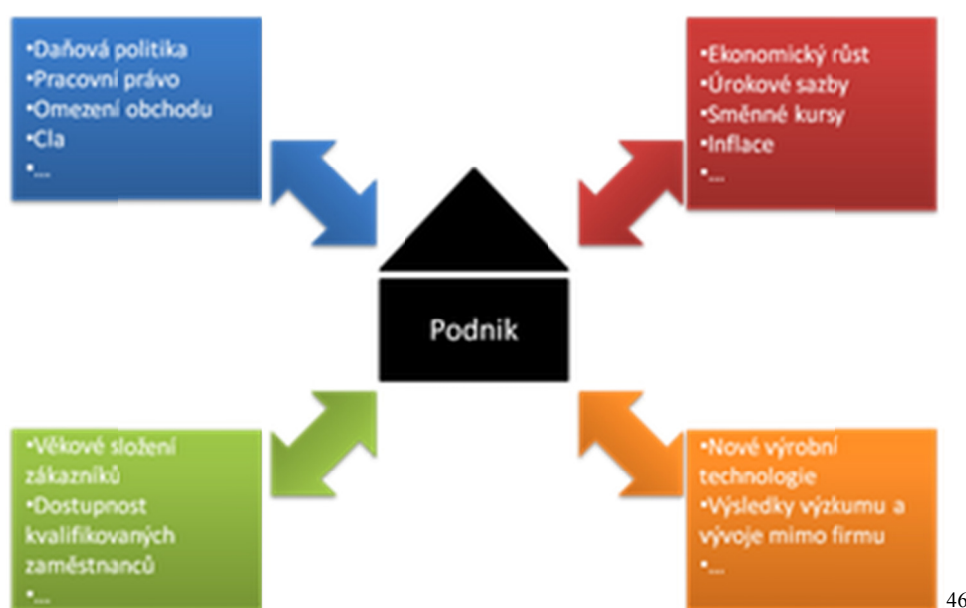 •Daňová politika
•Pracovní právo
•Omezení obchodu
•Cla
•...
•Ekonomický růst
•Úrokové sazby
•Směnné kursy
•Inflace
•...
Podnik
•Věkové složení
zákazníků
•Dostupnost
kvalifikovaných
zaměstnanců
•...
•Nové výrobní
technologie
•Výsledky výzkumu a
vývoje mimo firmu
•...
46